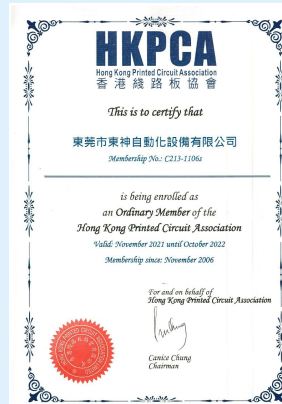 HKPCA
Hong Kong Printed Circuit Association
香港綫路板協會
This is to certify that
東莞市東神自動化設備有限公司
Membership No.: C213-1106s
is being enrolled as
an Ordinary Member of the
Hong Kong Printed Circuit Association
Valid: November 2021 until October 2022
Membership since: November 2006
For and on behalf of
Hong Kong Printed Circuit Association
Canice Chung
Chairman